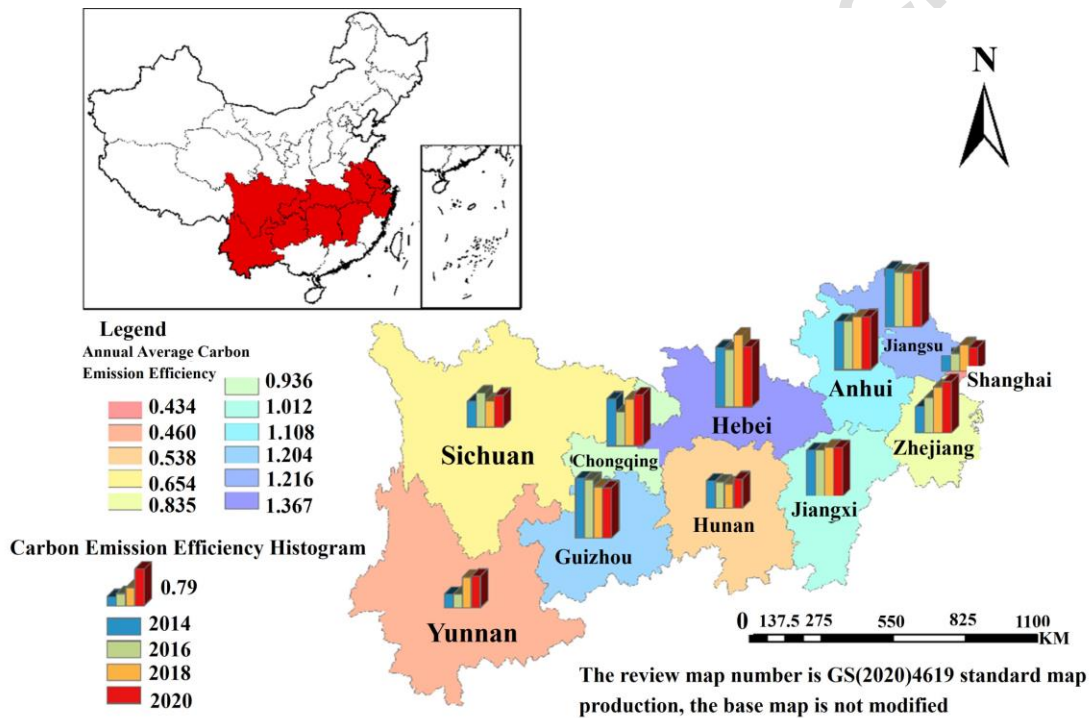 N
Legend
Annual Average Carbon
Emission Efficiency
0.434
0.460
0.538
0.654
0.835
0.936
1.012
1.108
1.204
1.216
1.367
Carbon Emission Efficiency Histogram
0.79
2014
2016
2018
2020
Sichuan
Chongqing
Hebei
Anhui
Jiangsu
Shanghai
Zhejiang
Jiangxi
Hunan
Guizhou
Yunnan
0 137.5 275 550 825 1100
KM
The review map number is GS(2020)4619 standard map
production, the base map is not modified